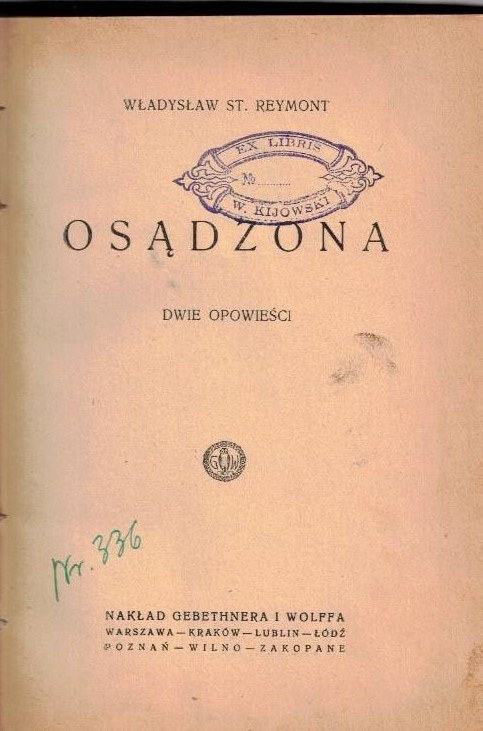 WŁADYSŁAW ST. REYMONT
EX LIBRIS
№
W. KIJOWSKI
OSĄDZONA
DWIE OPOWIEŚCI
G W
Nr. 336
NAKŁAD GEBETHNERA I WOLFFA
WARSZAWA—KRAKÓW—LUBLIN—ŁÓDŹ
POZNAŃ—WILNO—ZAKOPANE